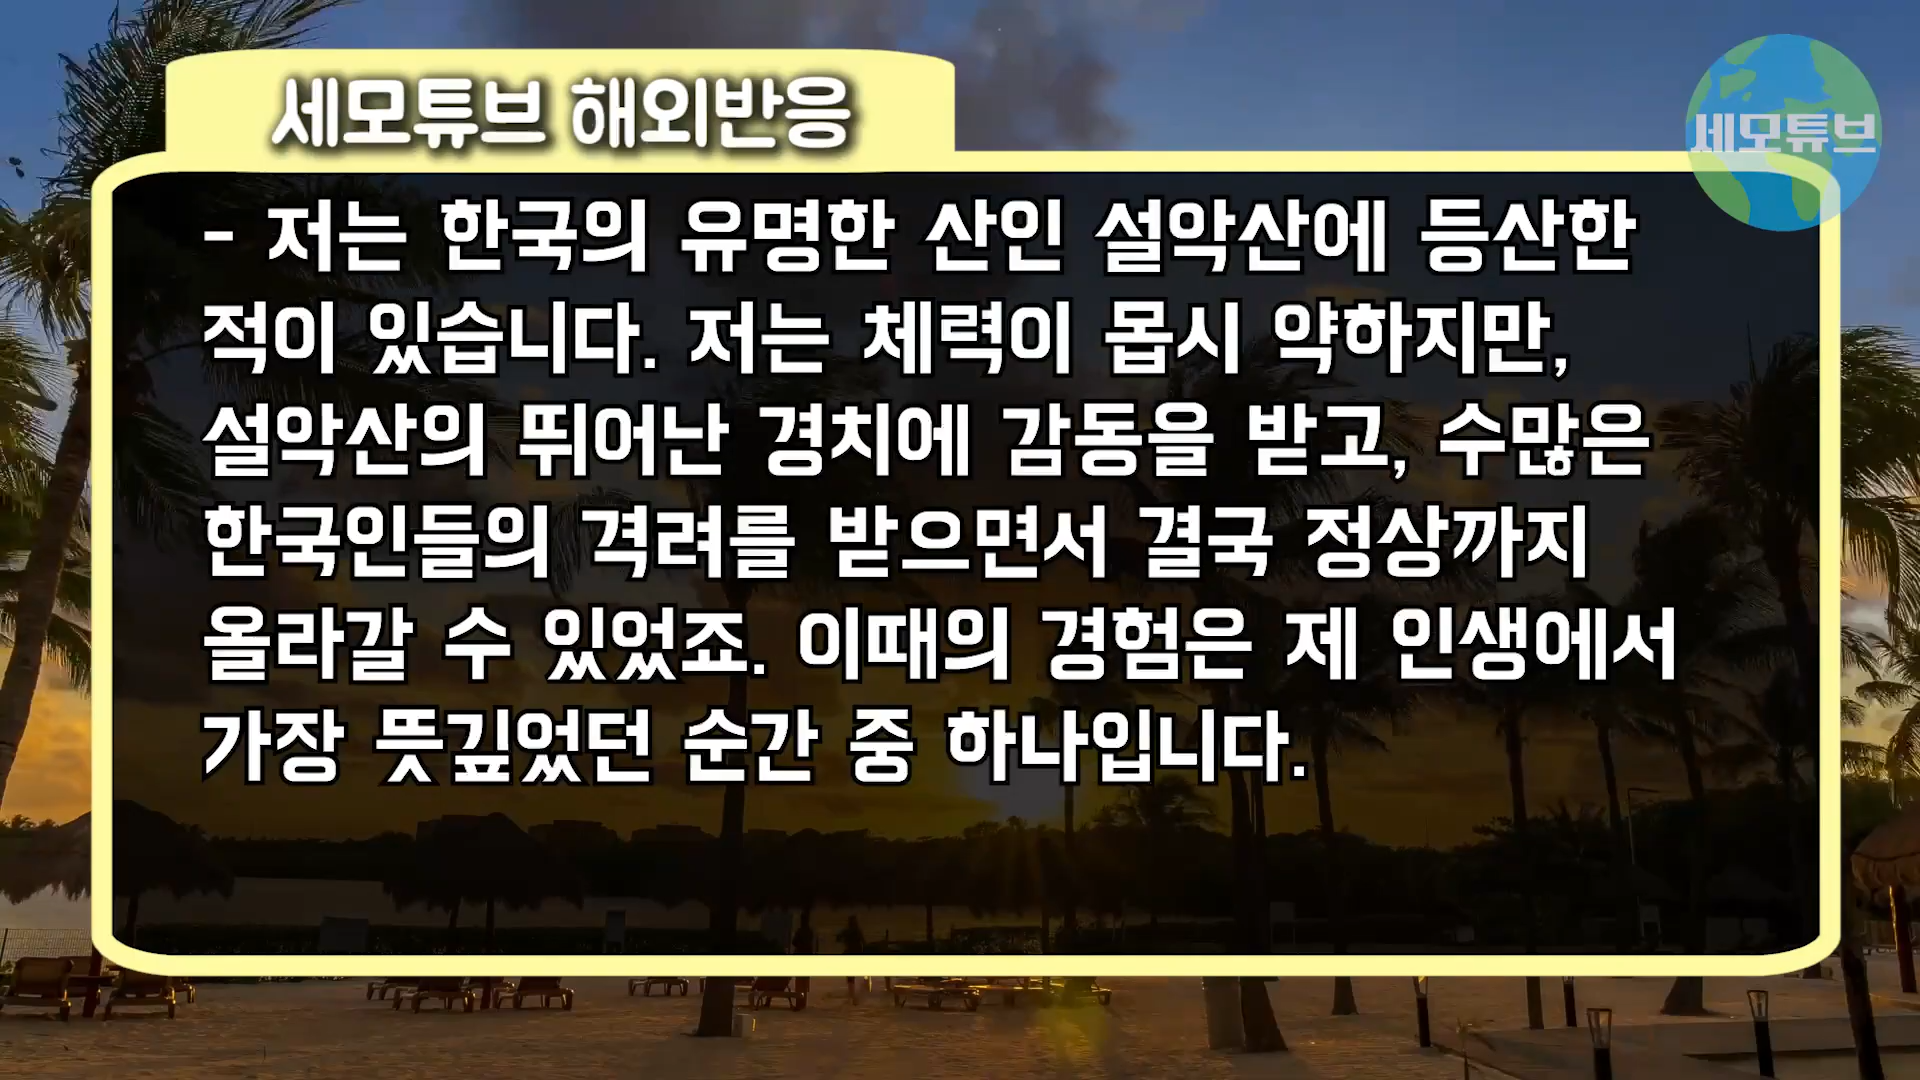 세모튜브 해외반응
세모튜브
- 저는 한국의 유명한 산인 설악산에 등산한
적이 있습니다. 저는 체력이 몹시 약하지만,
설악산의 뛰어난 경치에 감동을 받고, 수많은
한국인들의 격려를 받으면서 결국 정상까지
올라갈 수 있었죠. 이때의 경험은 제 인생에서
가장 뜻깊었던 순간 중 하나입니다.